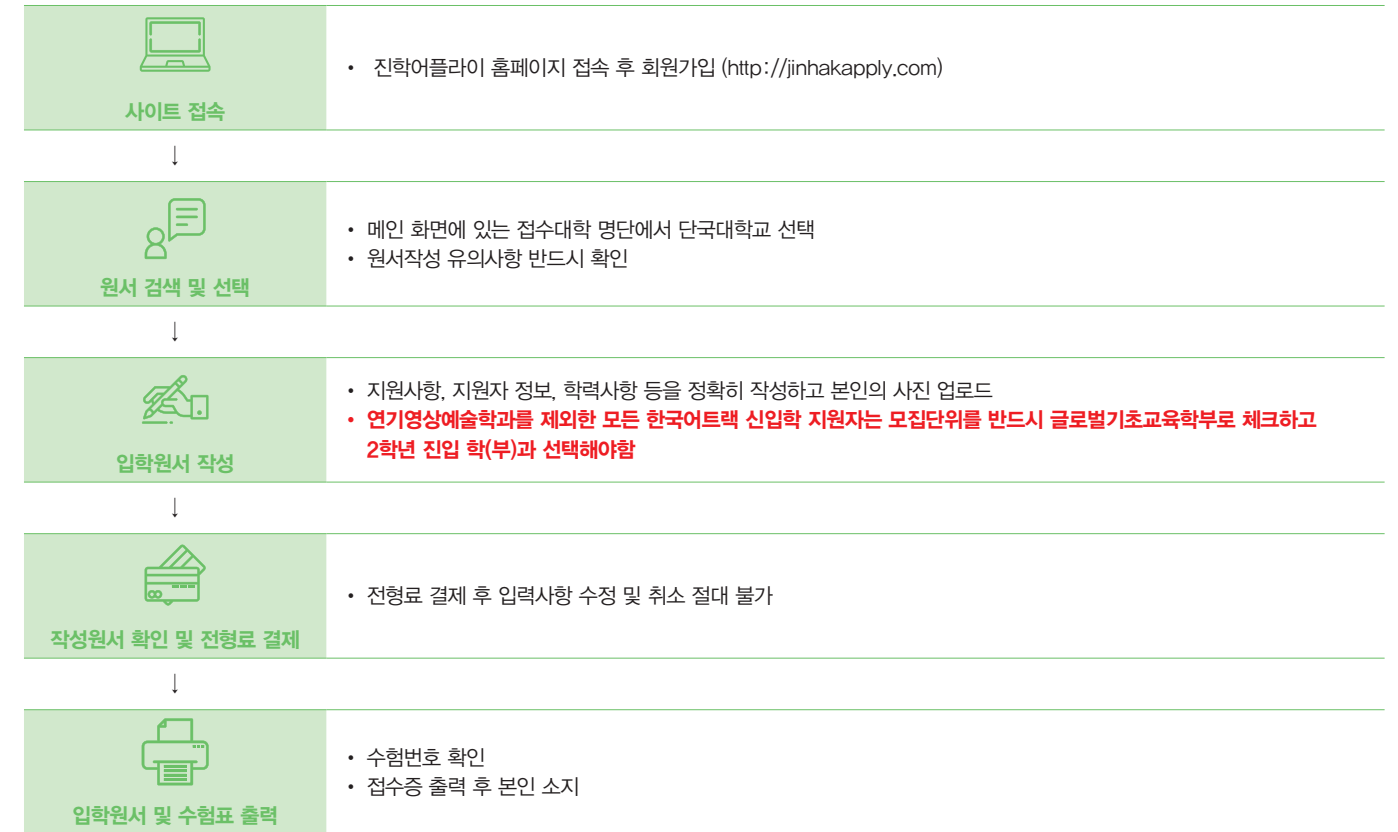 • 진학어플라이 홈페이지 접속 후 회원가입 (http://jinhakapply.com)
사이트 접속
↓
• 메인 화면에 있는 접수대학 명단에서 단국대학교 선택
• 원서작성 유의사항 반드시 확인
원서 검색 및 선택
↓
• 지원사항, 지원자 정보, 학력사항 등을 정확히 작성하고 본인의 사진 업로드
• 연기영상예술학과를 제외한 모든 한국어트랙 신입학 지원자는 모집단위를 반드시 글로벌기초교육학부로 체크하고
2학년 진입 학(부)과 선택해야함
입학원서 작성
↓
• 전형료 결제 후 입력사항 수정 및 취소 절대 불가
작성원서 확인 및 전형료 결제
↓
• 수험번호 확인
• 접수증 출력 후 본인 소지
입학원서 및 수험표 출력